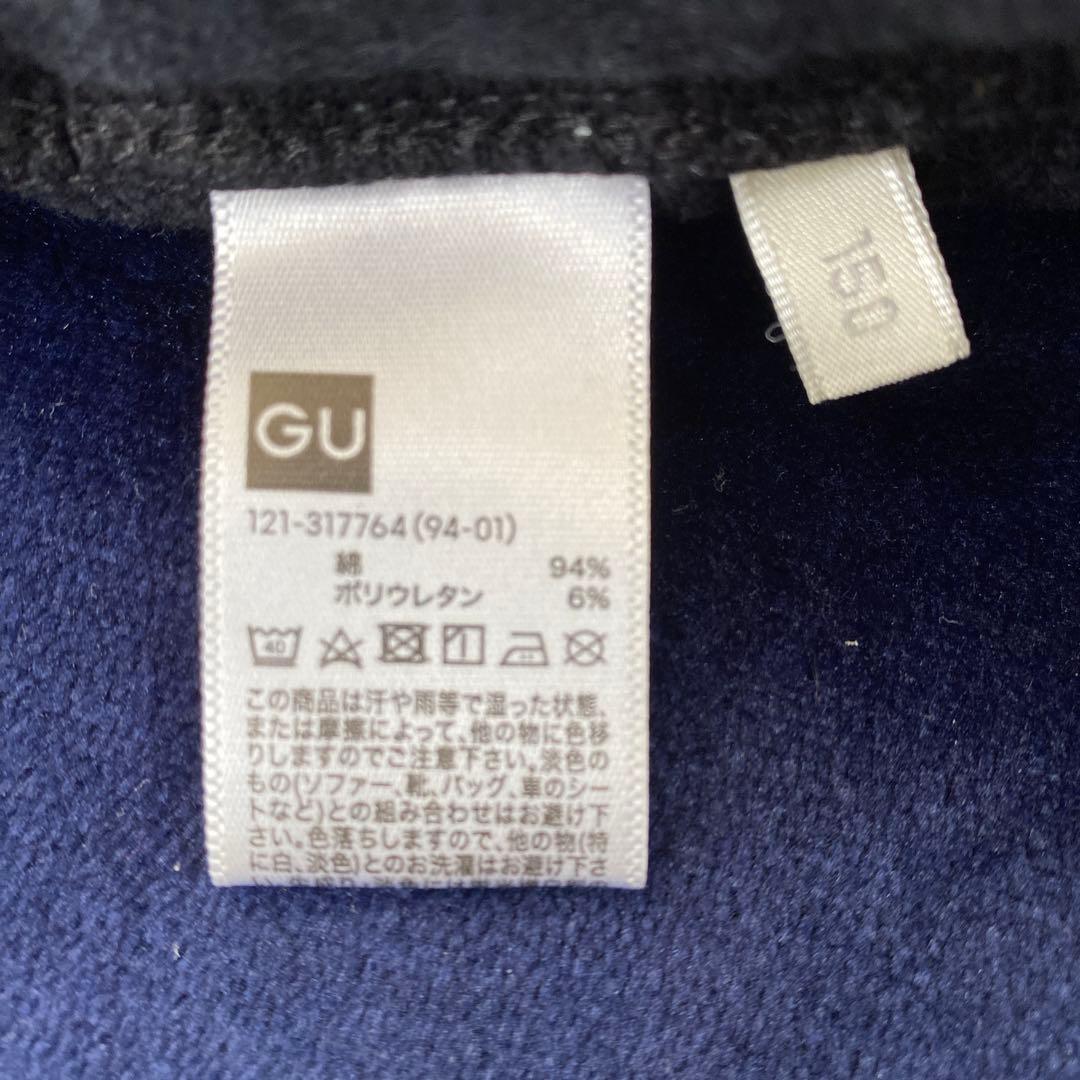 GU
121-317764 (94-01)
綿 94%
ポリウレタン 6%
40
この商品は汗や雨等で湿った状態、
または摩擦によって、他の物に色移
りしますのでご注意下さい。淡色の
もの(ソファー、靴、バッグ、車のシー
トなど)との組み合わせはお避け下
さい。色落ちしますので、他の物(特
に白、淡色)とのお洗濯はお避け下さ
150